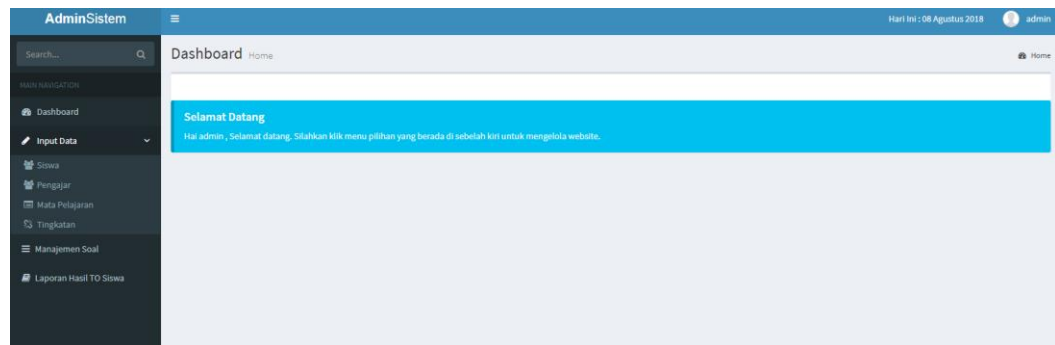 AdminSistem
Hari Ini : 08 Agustus 2018
admin
Search...
Dashboard Home
Home
MAIN NAVIGATION
Dashboard
Selamat Datang
Hai admin , Selamat datang. Silahkan klik menu pilihan yang berada di sebelah kiri untuk mengelola website.
Input Data
Siswa
Pengajar
Mata Pelajaran
Tingkatan
Manajemen Soal
Laporan Hasil TO Siswa